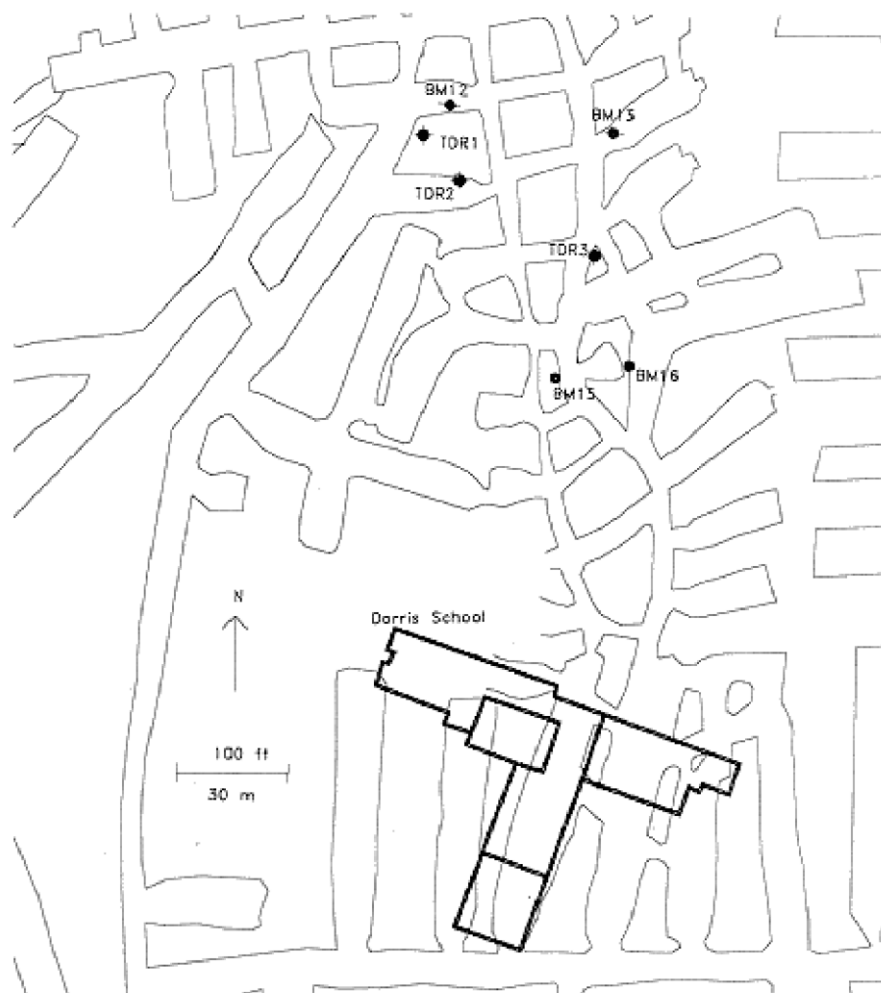 BM12
BM13
TDR1
TDR2
TDR3
BM16
BM15
Dorris School
N
100 ft
30 m